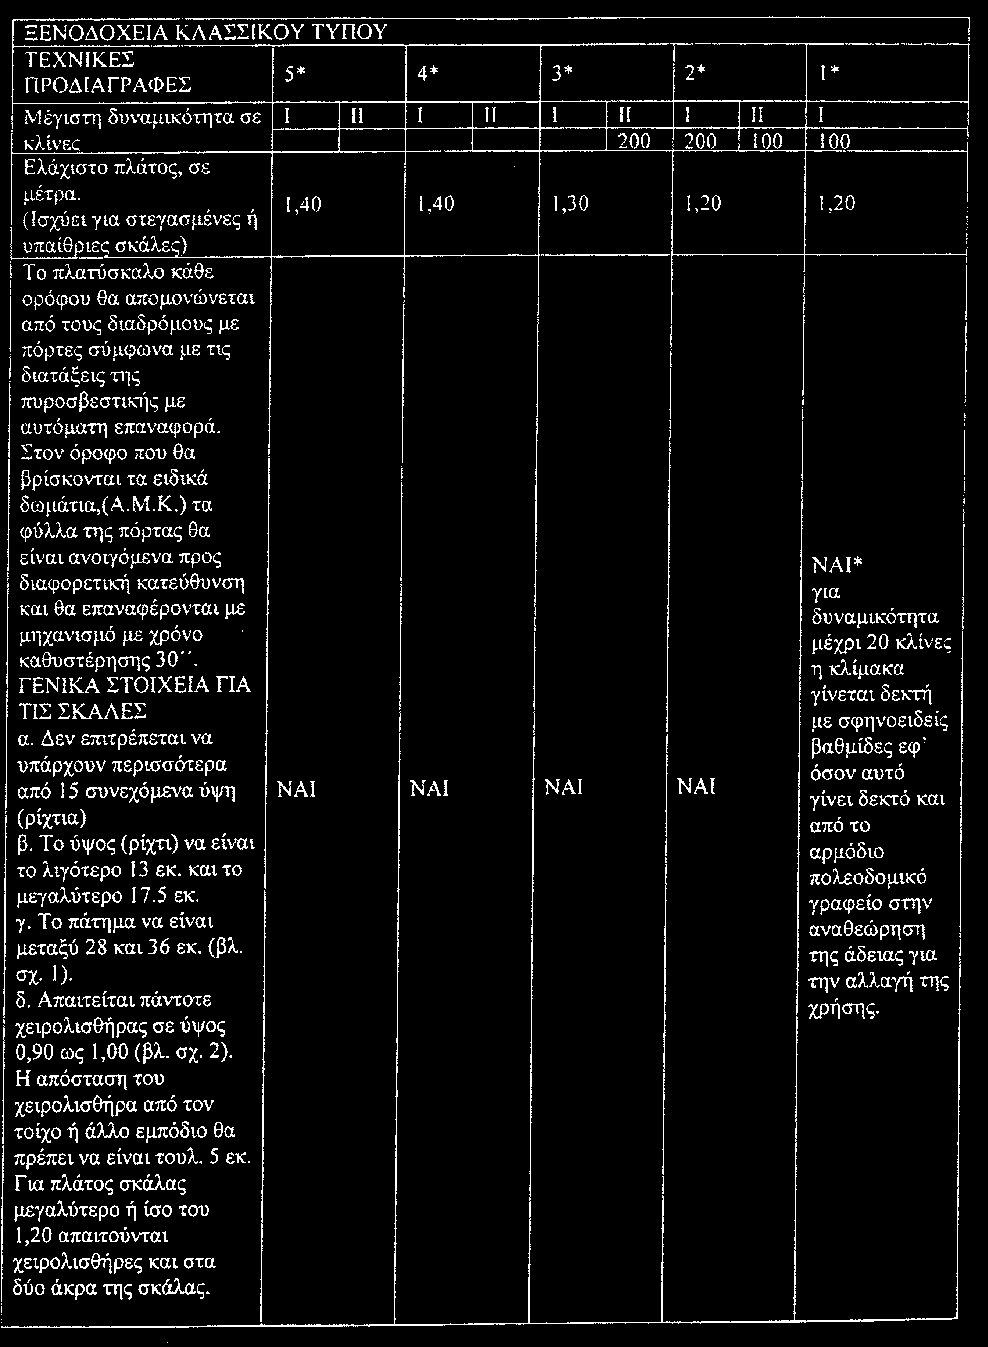 ΞΕΝΟΔΟΧΕΙΑ ΚΛΑΣΣΙΚΟΥ ΤΥΠΟΥ
ΤΕΧΝΙΚΕΣ
ΠΡΟΔΙΑΓΡΑΦΕΣ
5* 4* 3* 2* 1*
Μέγιστη δυναμικότητα σε
κλίνες
I II I II I II I II I
200 200 100 100
Ελάχιστο πλάτος, σε
μέτρα.
(Ισχύει για στεγασμένες ή
υπαίθριες σκάλες)
1,40 1,40 1,30 1,20 1,20
Το πλατύσκαλο κάθε
ορόφου θα απομονώνεται
από τους διαδρόμους με
πόρτες σύμφωνα με τις
διατάξεις της
πυροσβεστικής με
αυτόματη επαναφορά.
Στον όροφο που θα
βρίσκονται τα ειδικά
δωμάτια,(Α.Μ.Κ.) τα
φύλλα της πόρτας θα
είναι ανοιγόμενα προς
διαφορετική κατεύθυνση
και θα επαναφέρονται με
μηχανισμό με χρόνο
καθυστέρησης 30΄΄.
ΓΕΝΙΚΑ ΣΤΟΙΧΕΙΑ ΓΙΑ
ΤΙΣ ΣΚΑΛΕΣ
α. Δεν επιτρέπεται να
υπάρχουν περισσότερα
από 15 συνεχόμενα ύψη
(ρίχτια)
β. Το ύψος (ρίχτι) να είναι
το λιγότερο 13 εκ. και το
μεγαλύτερο 17.5 εκ.
γ. Το πάτημα να είναι
μεταξύ 28 και 36 εκ. (βλ.
σχ. 1).
δ. Απαιτείται πάντοτε
χειρολισθήρας σε ύψος
0,90 ως 1,00 (βλ. σχ. 2).
Η απόσταση του
χειρολισθήρα από τον
τοίχο ή άλλο εμπόδιο θα
πρέπει να είναι τουλ. 5 εκ.
Για πλάτος σκάλας
μεγαλύτερο ή ίσο του
1,20 απαιτούνται
χειρολισθήρες και στα
δύο άκρα της σκάλας.
ΝΑΙ ΝΑΙ ΝΑΙ ΝΑΙ
ΝΑΙ*
για
δυναμικότητα
μέχρι 20 κλίνες
η κλίμακα
γίνεται δεκτή
με σφηνοειδείς
βαθμίδες εφ'
όσον αυτό
γίνει δεκτό και
από το
αρμόδιο
πολεοδομικό
γραφείο στην
αναθεώρηση
της άδειας για
την αλλαγή της
χρήσης.